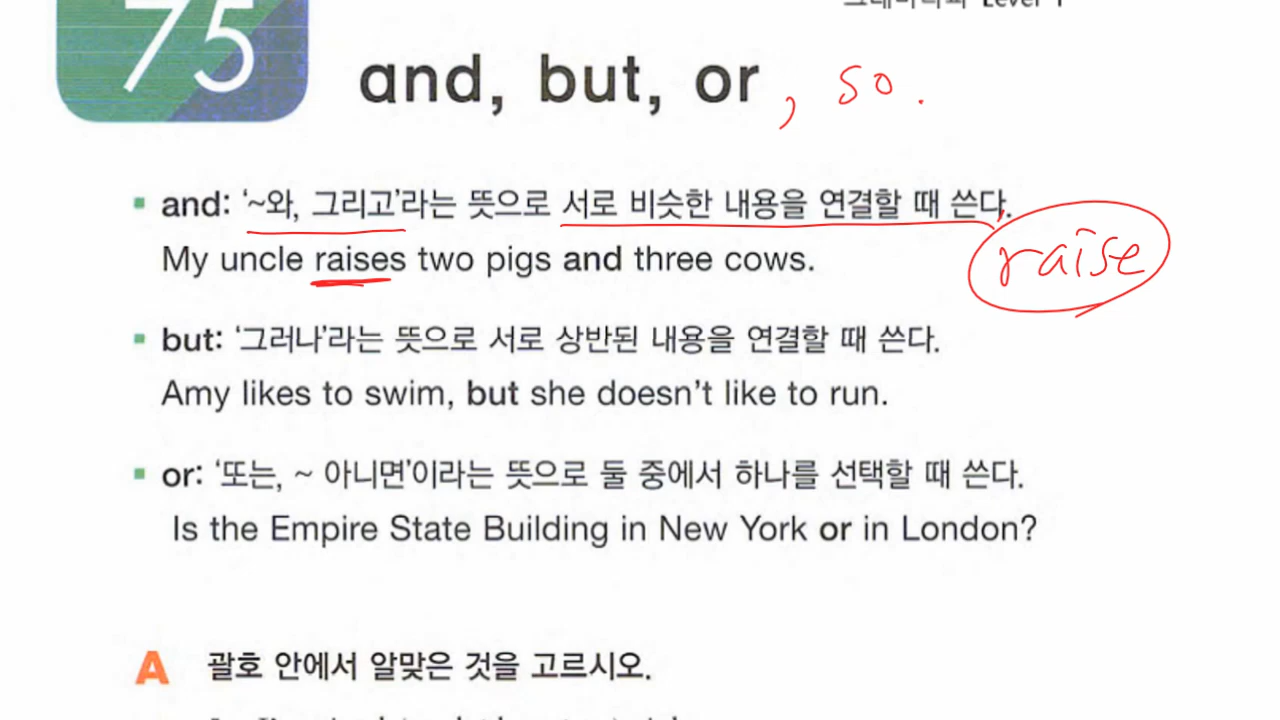 75
Level 1
and, but, or, so.
and: '~와, 그리고'라는 뜻으로 서로 비슷한 내용을 연결할 때 쓴다.
My uncle raises two pigs and three cows.
raise
but: '그러나'라는 뜻으로 서로 상반된 내용을 연결할 때 쓴다.
Amy likes to swim, but she doesn't like to run.
or: '또는, ~ 아니면'이라는 뜻으로 둘 중에서 하나를 선택할 때 쓴다.
Is the Empire State Building in New York or in London?
A 괄호 안에서 알맞은 것을 고르시오.